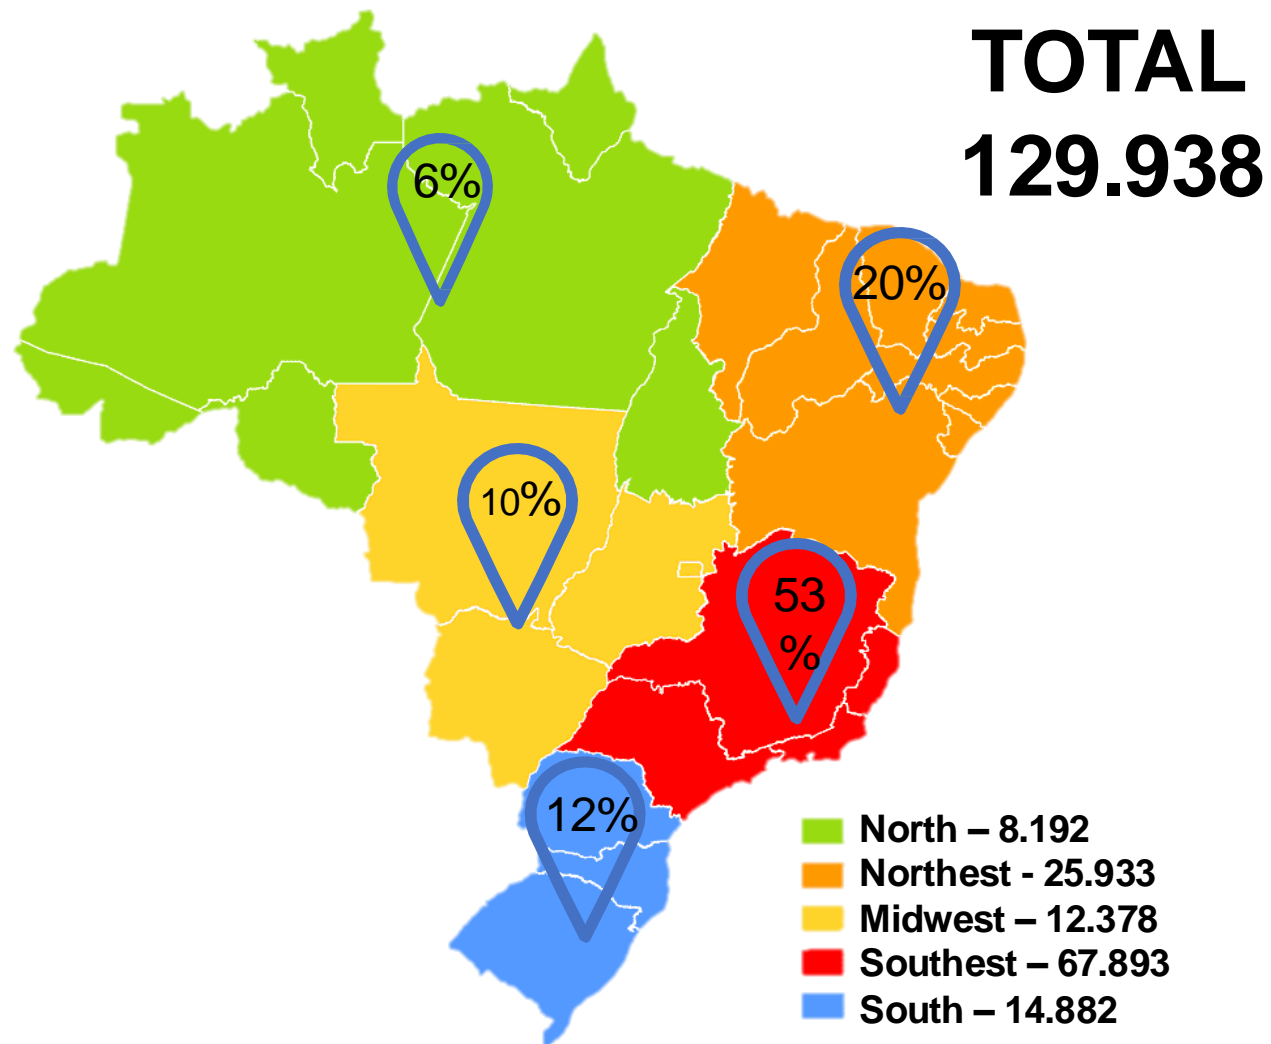 TOTAL
129.938
6%
20%
10%
53
%
12%
North – 8.192
Northest - 25.933
Midwest – 12.378
Southest – 67.893
South – 14.882